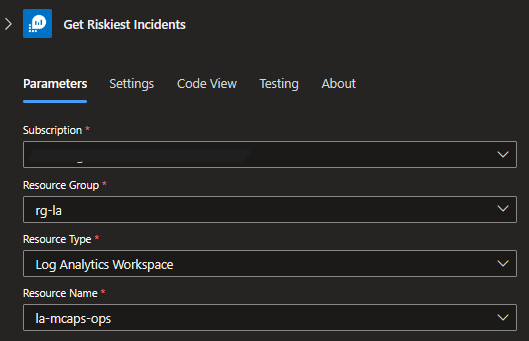 Get Riskiest Incidents
Parameters Settings Code View Testing About
Subscription *
Resource Group *
rg-la
Resource Type *
Log Analytics Workspace
Resource Name *
la-mcaps-ops